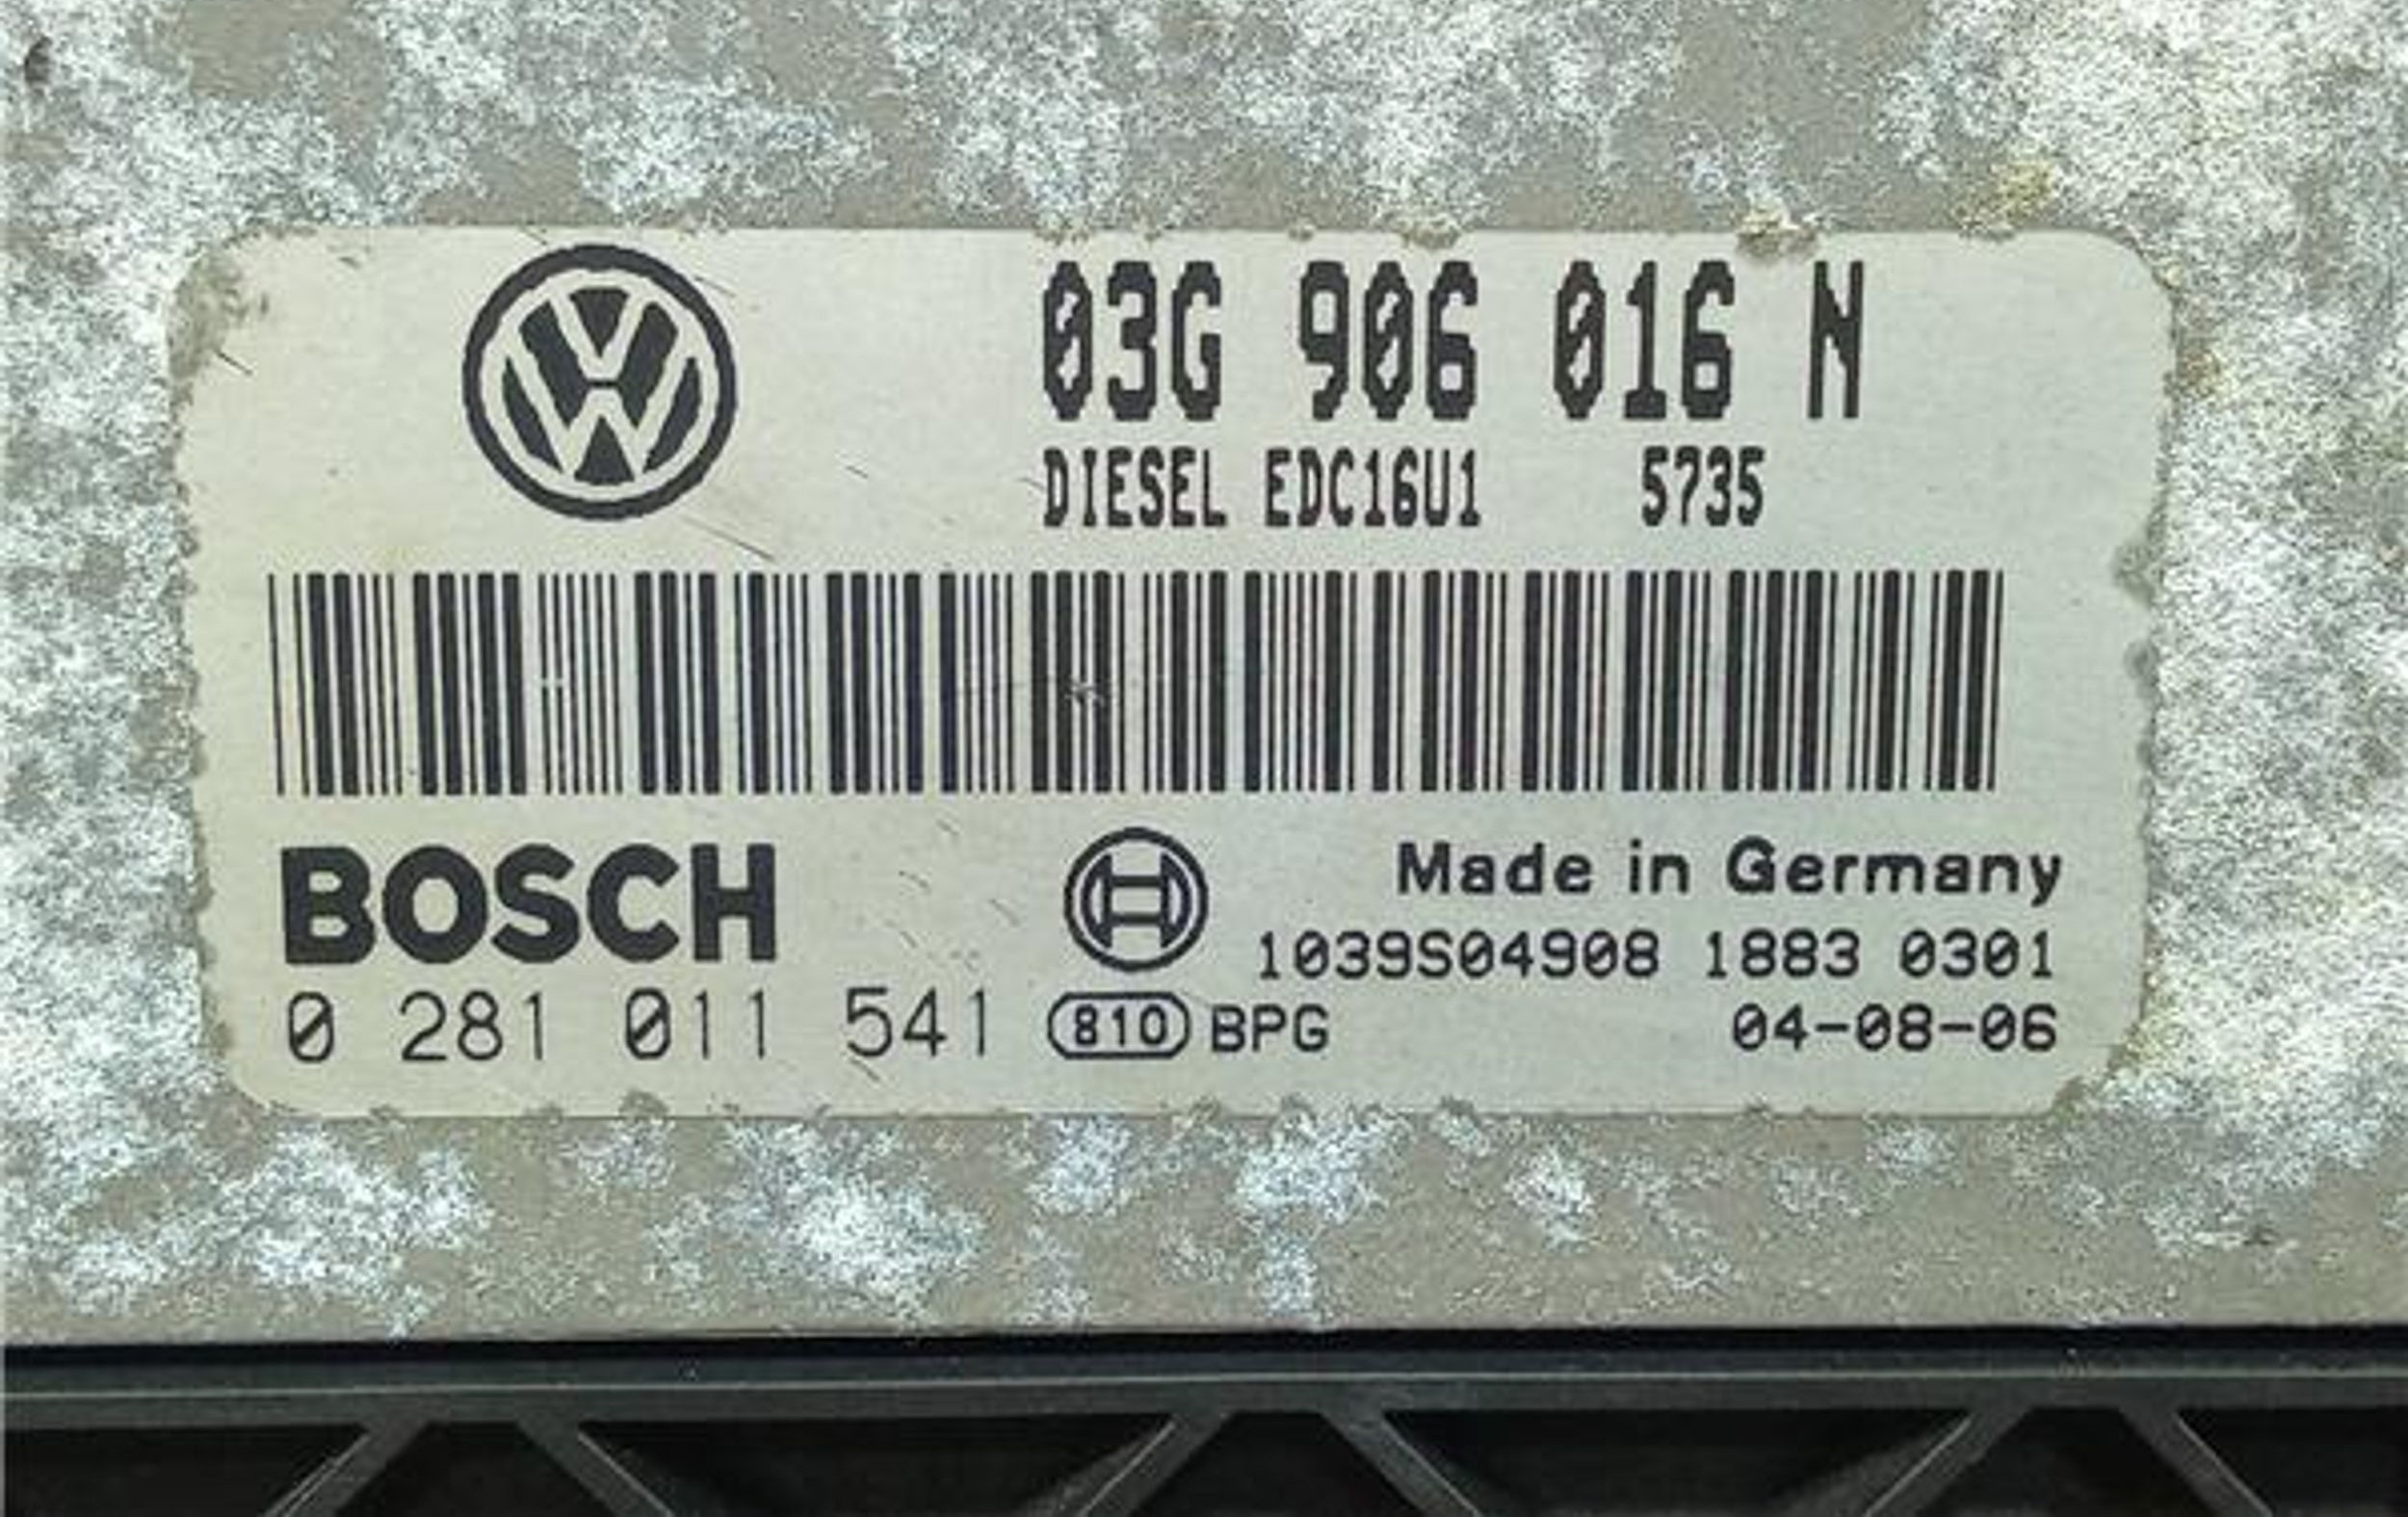 03G 906 016 N
DIESEL EDC16U1 5735
BOSCH
Made in Germany
1039S04908 1883 0301
0 281 011 541 810 BPG 04-08-06